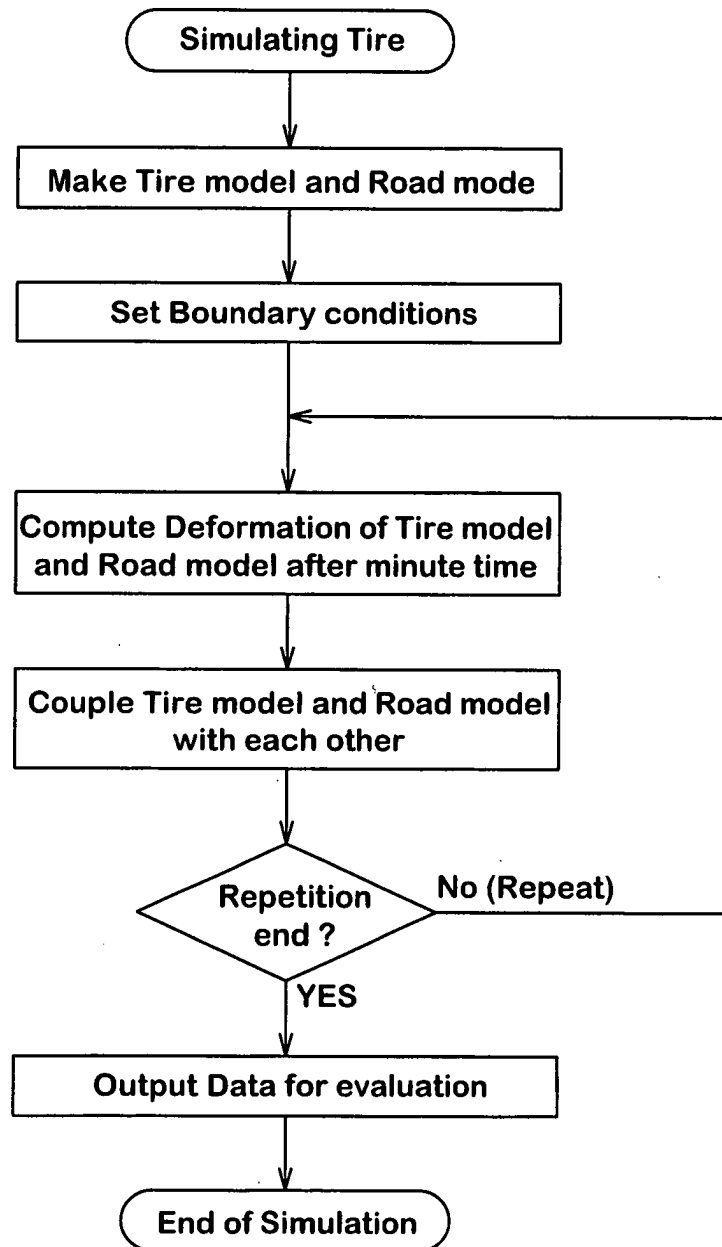 Simulating Tire
Make Tire model and Road mode
Set Boundary conditions
Compute Deformation of Tire model
and Road model after minute time
Couple Tire model and Road model
with each other
Repetition
end ?
No (Repeat)
YES
Output Data for evaluation
End of Simulation